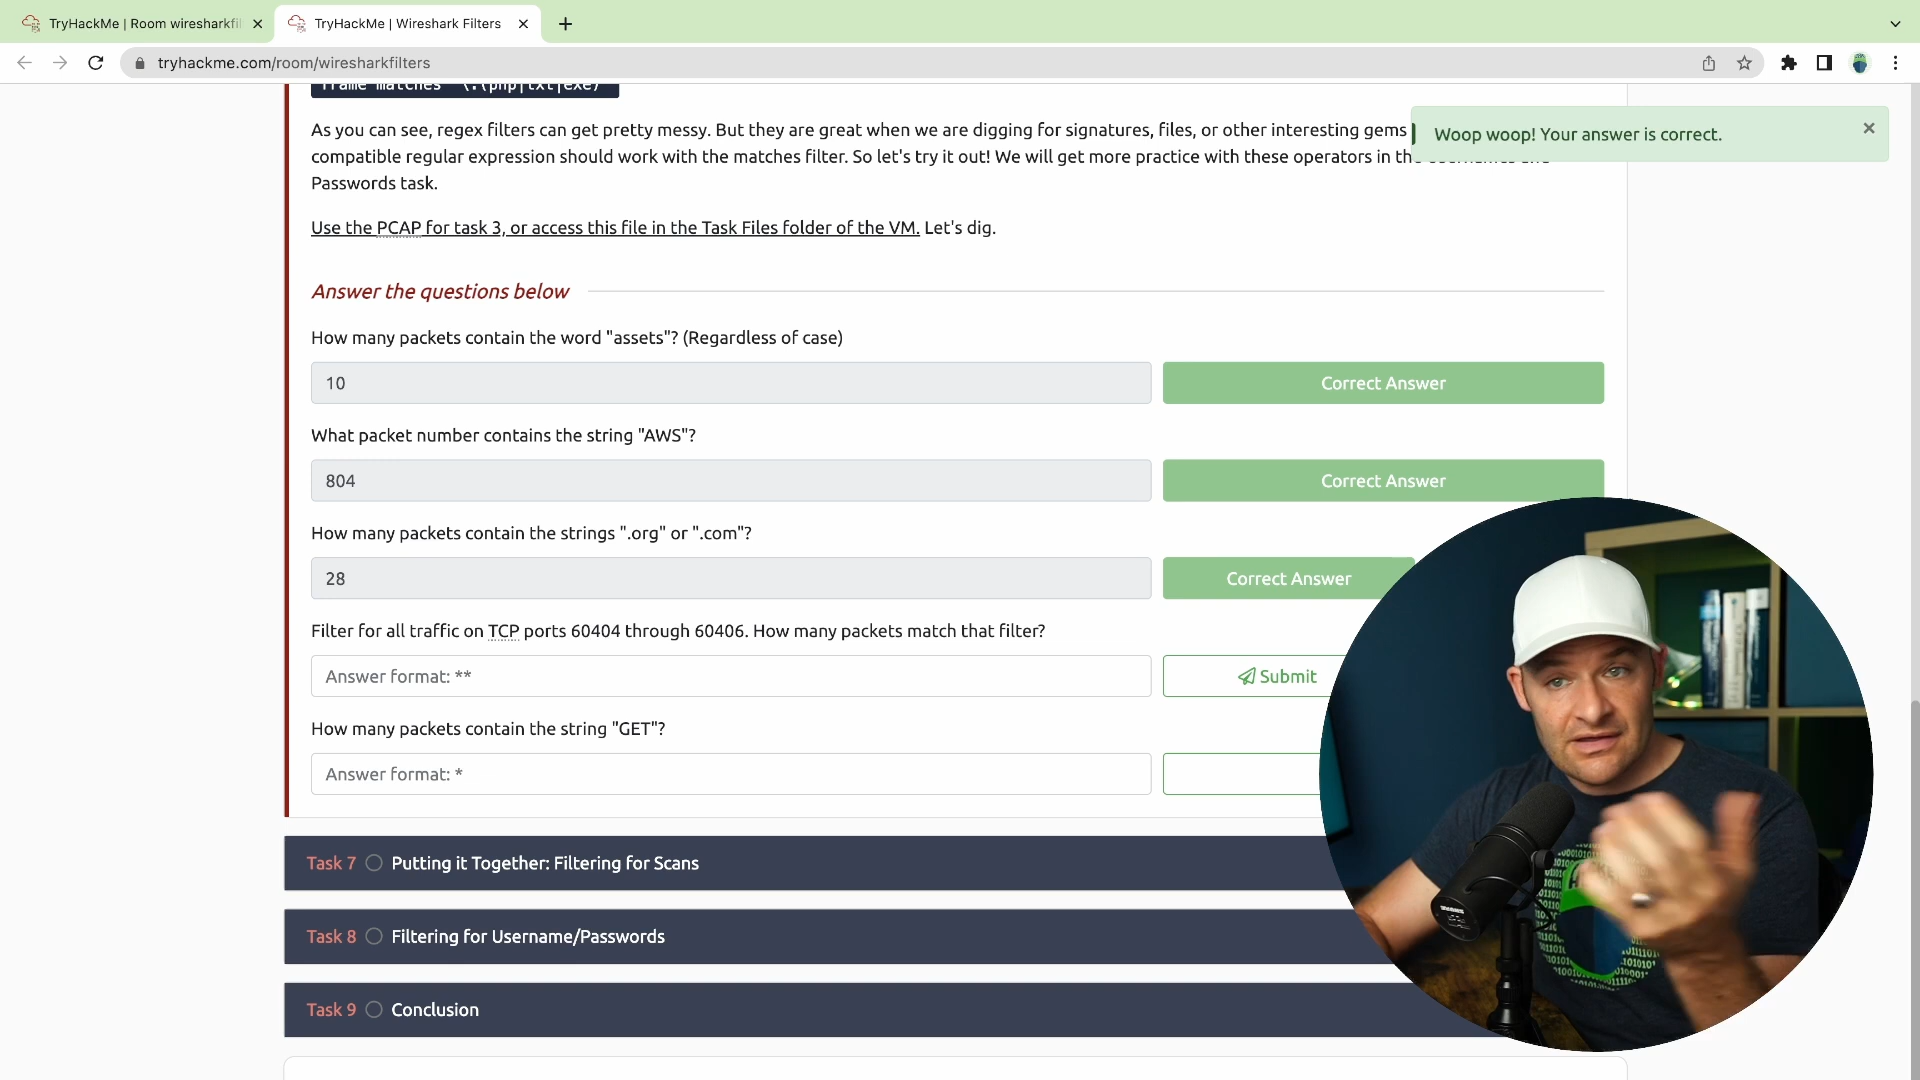 TryHackMe | Room wiresharkfil
TryHackMe | Wireshark Filters
tryhackme.com/room/wiresharkfilters
frame matches "\.(php|txt|exe)"
As you can see, regex filters can get pretty messy. But they are great when we are digging for signatures, files, or other interesting gems
compatible regular expression should work with the matches filter. So let's try it out! We will get more practice with these operators in the Usernames and
Passwords task.
Woop woop! Your answer is correct.
Use the PCAP for task 3, or access this file in the Task Files folder of the VM. Let's dig.
Answer the questions below
How many packets contain the word "assets"? (Regardless of case)
10
Correct Answer
What packet number contains the string "AWS"?
804
Correct Answer
How many packets contain the strings ".org" or ".com"?
28
Correct Answer
Filter for all traffic on TCP ports 60404 through 60406. How many packets match that filter?
Answer format: **
Submit
How many packets contain the string "GET"?
Answer format: *
Task 7 Putting it Together: Filtering for Scans
Task 8 Filtering for Username/Passwords
Task 9 Conclusion